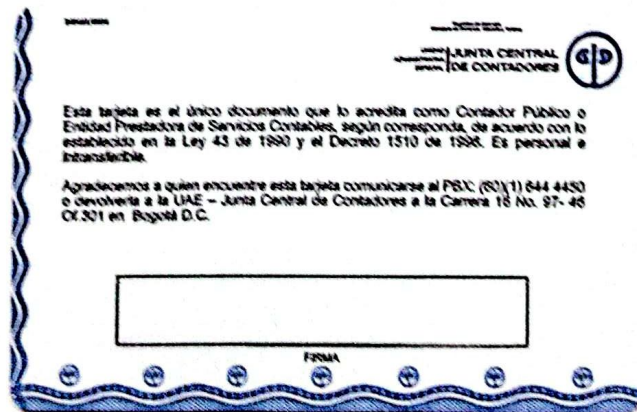 JUNTA CENTRAL
DE CONTADORES
Esta tarjeta es el único documento que lo acredita como Contador Público o
Entidad Prestadora de Servicios Contables, según corresponda, de acuerdo con lo
establecido en la Ley 43 de 1990 y el Decreto 1510 de 1998. Es personal e
intransferible.
Agradecemos a quien encuentre esta tarjeta comunicarse al PBX: (60)(1) 644 4450
o devolverla a la UAE – Junta Central de Contadores a la Carrera 16 No. 97- 46
Of.301 en Bogotá D.C.
FIRMA